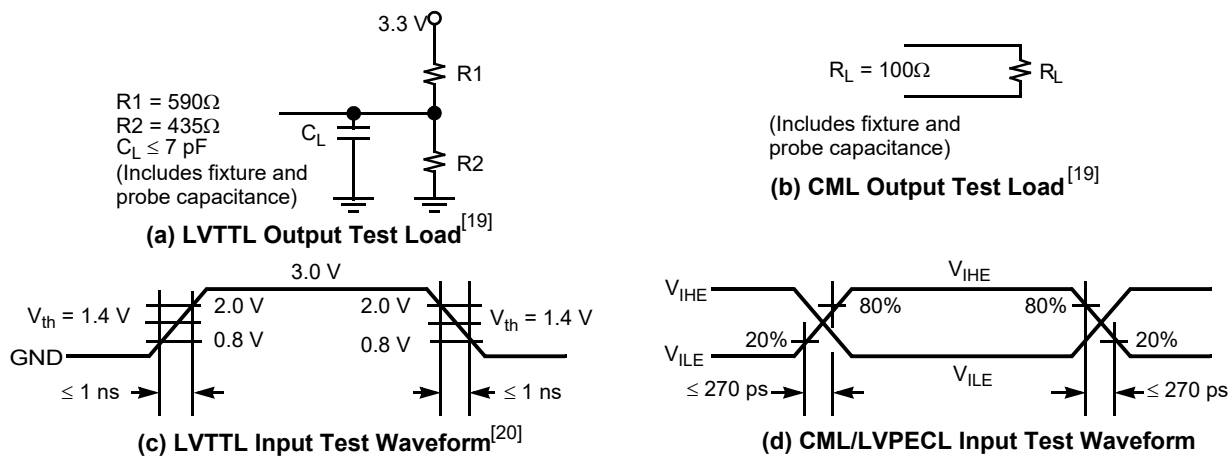 3.3 V
R1
R1 = 590Ω
R2 = 435Ω
C_L ≤ 7 pF
(Includes fixture and
probe capacitance)
C_L
R2
(a) LVTTL Output Test Load[19]
R_L = 100Ω
R_L
(Includes fixture and
probe capacitance)
(b) CML Output Test Load[19]
3.0 V
2.0 V
2.0 V
V_th = 1.4 V
V_th = 1.4 V
0.8 V
0.8 V
GND
≤ 1 ns
≤ 1 ns
(c) LVTTL Input Test Waveform[20]
V_IHE
V_IHE
80%
80%
20%
20%
V_ILE
V_ILE
≤ 270 ps
≤ 270 ps
(d) CML/LVPECL Input Test Waveform